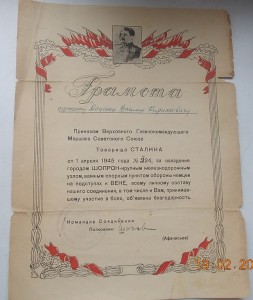 Грамота
Приказом Верховного Главнокомандующего
Маршала Советского Союза
Товарища СТАЛИНА
от 1 апреля 1945 года № 324, за овладение
городом ШОПРОН-крупным железнодорожным
узлом, важным опорным пунктом обороны немцев
на подступах к ВЕНЕ, всему личному составу
нашего соединения, в том числе и Вам, принимав-
шему участие в боях, объявлена благодарность.
Командир Соединения
Полковник
(Афанасьев)